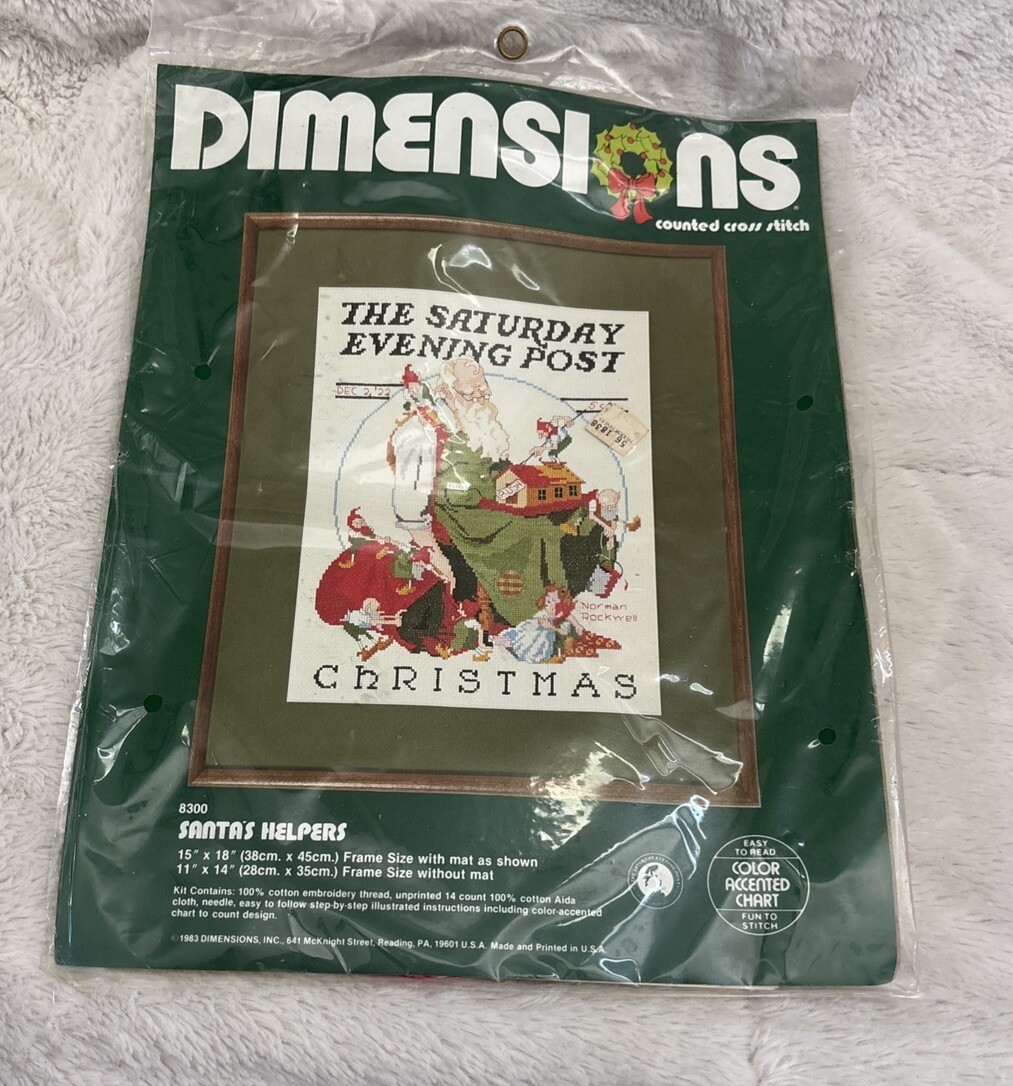 DIMENSIONS
counted cross stitch
THE SATURDAY
EVENING POST
DEC 2, '22
Norman
Rockwell
ChRISTMAS
8300
SANTA'S HELPERS
15″ x 18″ (38cm. x 45cm.) Frame Size with mat as shown
11″ x 14″ (28cm. x 35cm.) Frame Size without mat
Kit Contains: 100% cotton embroidery thread, unprinted 14 count 100% cotton Aida
cloth, needle, easy to follow step-by-step illustrated instructions including color-accented
chart to count design.
©1983 DIMENSIONS, INC., 641 McKnight Street, Reading, PA, 19601 U.S.A. Made and Printed in U.S.A.
EASY
TO READ
COLOR
ACCENTED
CHART
FUN TO
STITCH